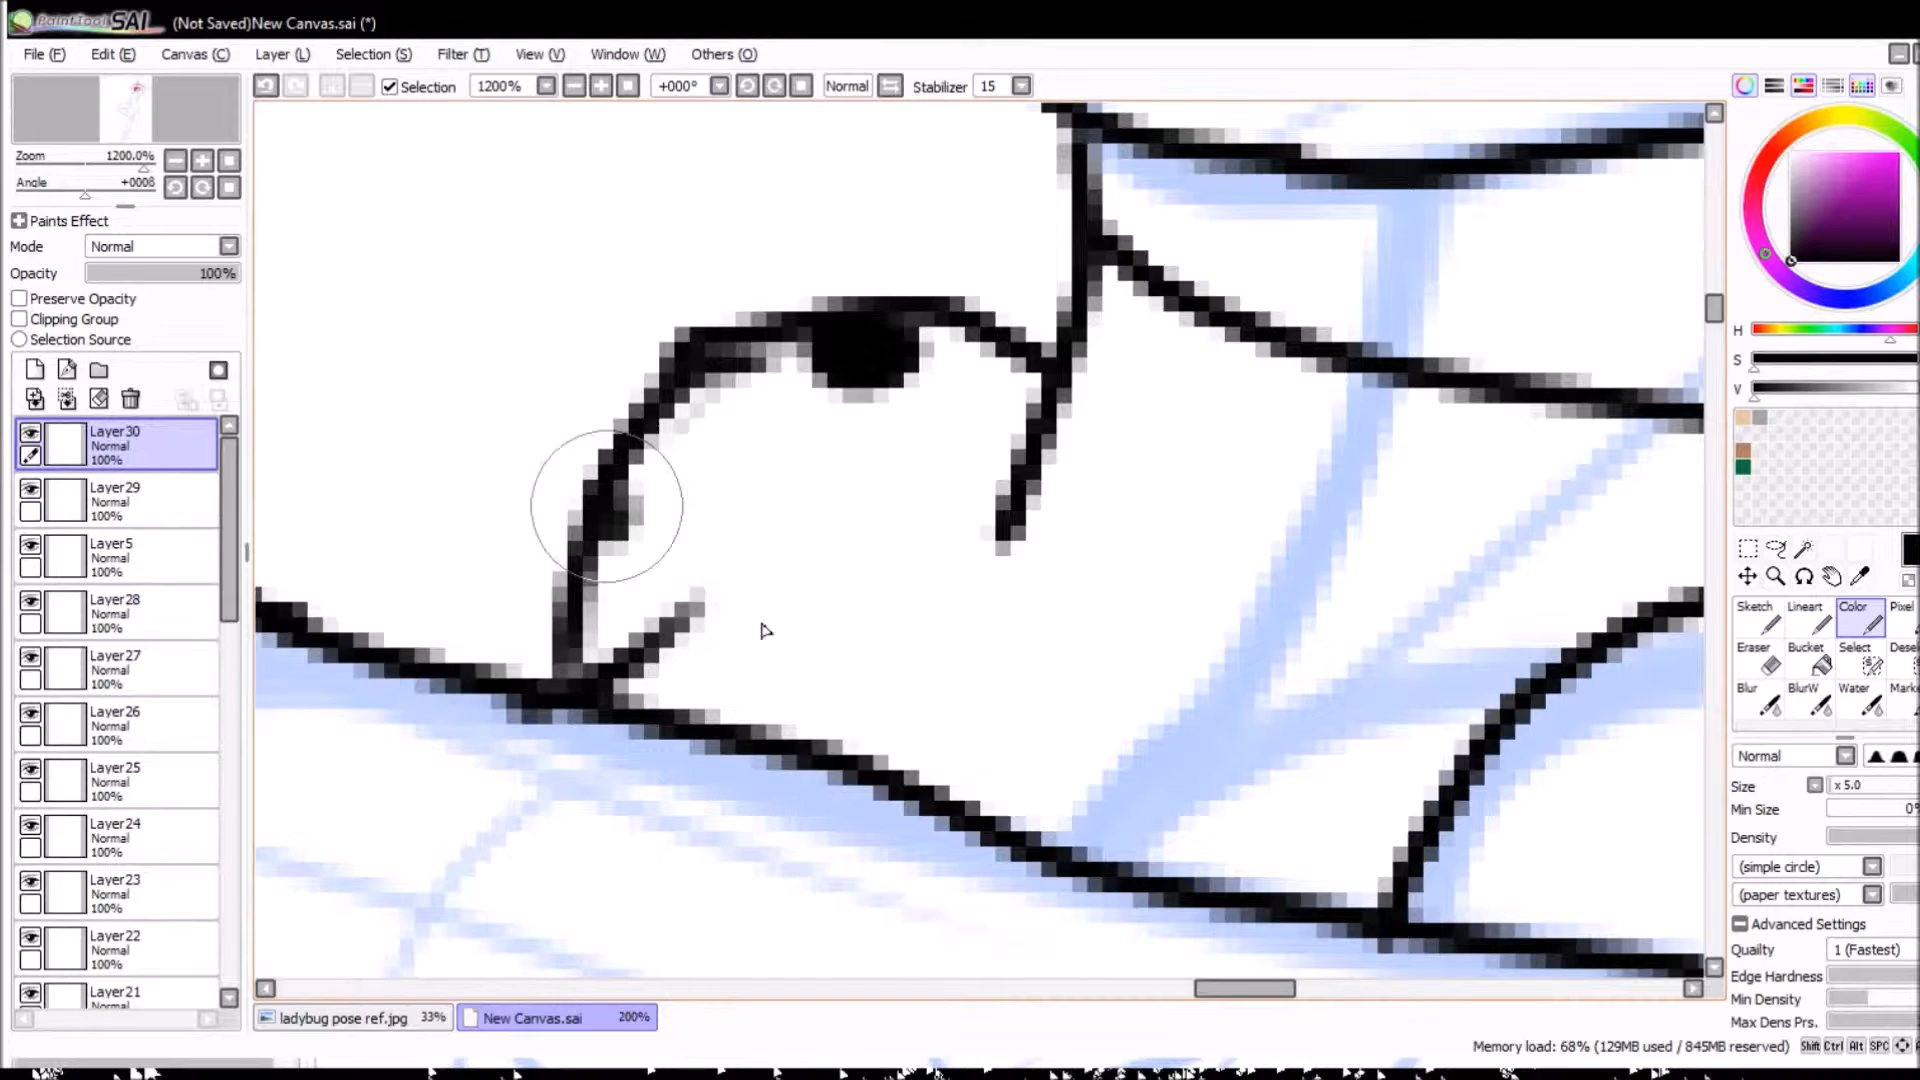 PaintTool SAI (Not Saved)New Canvas.sai (*)
File (F) Edit (E) Canvas (C) Layer (L) Selection (S) Filter (T) View (V) Window (W) Others (O)
Selection 1200% +000° Normal Stabilizer 15
Zoom 1200.0%
Angle
Paints Effect
Mode Normal
Opacity 100%
Preserve Opacity
Clipping Group
Selection Source
Layer30
Normal
100%
Layer29
Normal
100%
Layer5
Normal
100%
Layer28
Normal
100%
Layer27
Normal
100%
Layer26
Normal
100%
Layer25
Normal
100%
Layer24
Normal
100%
Layer23
Normal
100%
Layer22
Normal
100%
Layer21
Normal
H
S
V
Sketch Lineart Color Pixel
Eraser Bucket Select Desele
Blur BlurW Water Mark
Normal
Size x 5.0
Min Size 0%
Density
(simple circle)
(paper textures)
Advanced Settings
Quailty 1 (Fastest)
Edge Hardness
Min Density
Max Dens Prs.
ladybug pose ref.jpg 33% New Canvas.sai 200%
Memory load: 68% (129MB used / 845MB reserved) Shift Ctrl Alt SPC